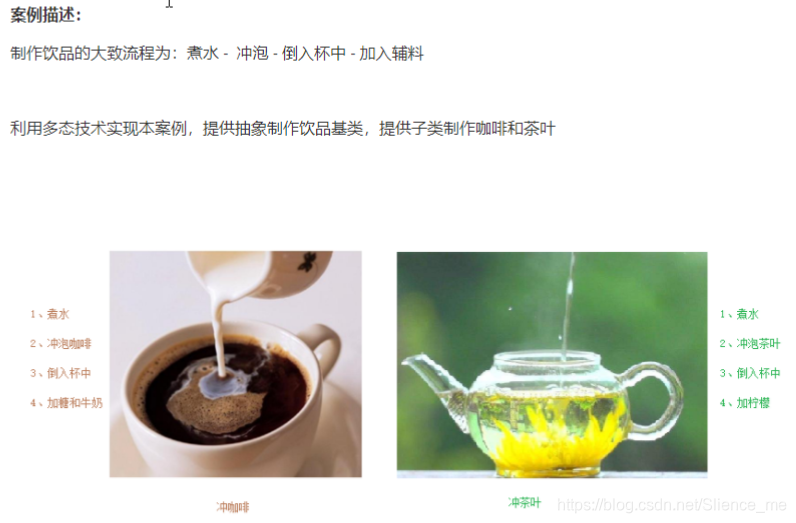 案例描述：
制作饮品的大致流程为：煮水 - 冲泡 - 倒入杯中 - 加入辅料
利用多态技术实现本案例，提供抽象制作饮品基类，提供子类制作咖啡和茶叶
1、煮水
2、冲泡咖啡
3、倒入杯中
4、加糖和牛奶
冲咖啡
1、煮水
2、冲泡茶叶
3、倒入杯中
4、加柠檬
冲茶叶
https://blog.csdn.net/Slience_me